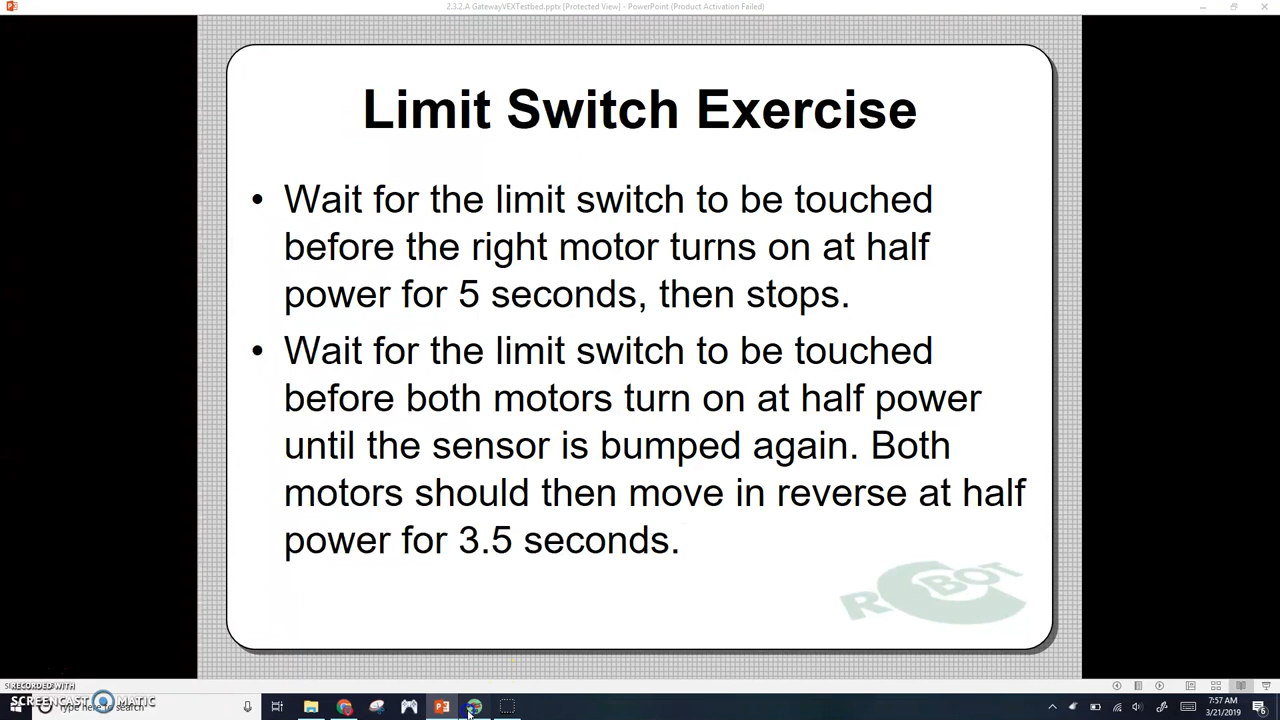 2.3.2.A GatewayVEXTestbed.pptx [Protected View] - PowerPoint (Product Activation Failed)
Limit Switch Exercise
• Wait for the limit switch to be touched
before the right motor turns on at half
power for 5 seconds, then stops.
• Wait for the limit switch to be touched
before both motors turn on at half power
until the sensor is bumped again. Both
motors should then move in reverse at half
power for 3.5 seconds.
ROBOT
RECORDED WITH
SCREENCAST MATIC
7:57 AM
3/21/2019